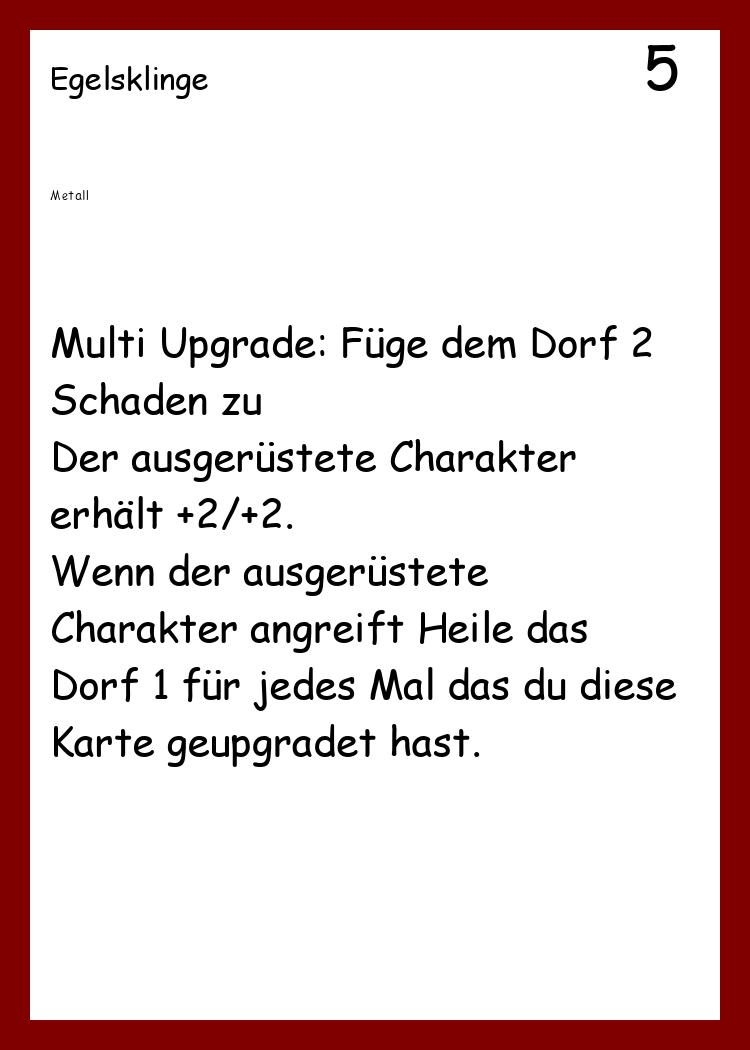 Egelsklinge
5
Metall
Multi Upgrade: Füge dem Dorf 2
Schaden zu
Der ausgerüstete Charakter
erhält +2/+2.
Wenn der ausgerüstete
Charakter angreift Heile das
Dorf 1 für jedes Mal das du diese
Karte geupgradet hast.